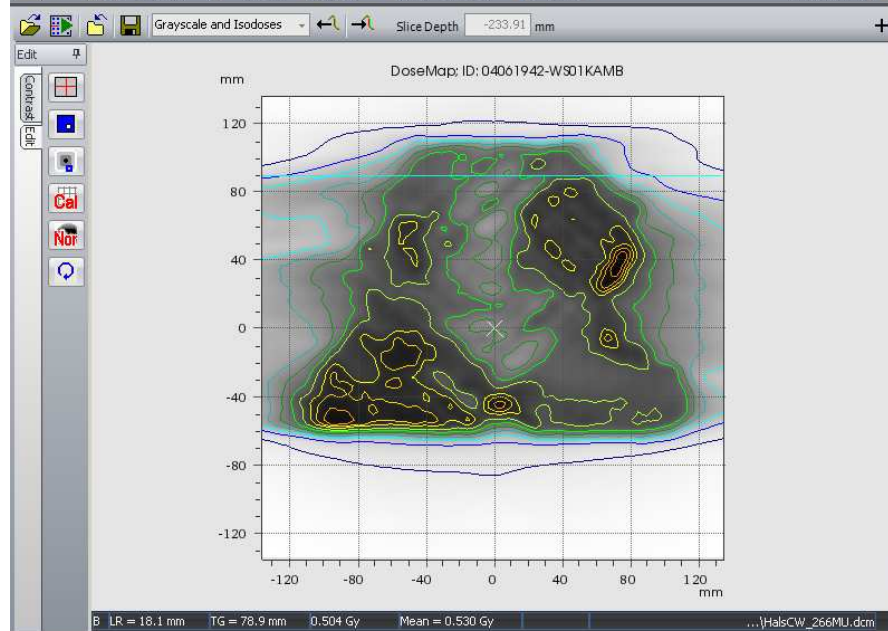 Grayscale and Isodoses Slice Depth -233.91 mm
Edit
Contrast
Edit
Cal
Nor
DoseMap; ID: 04061942-WS01KAMB
mm
120
80
40
0
-40
-80
-120
-120 -80 -40 0 40 80 120
mm
B LR = 18.1 mm TG = 78.9 mm 0.504 Gy Mean = 0.530 Gy ...\HalsCW_266MU.dcm